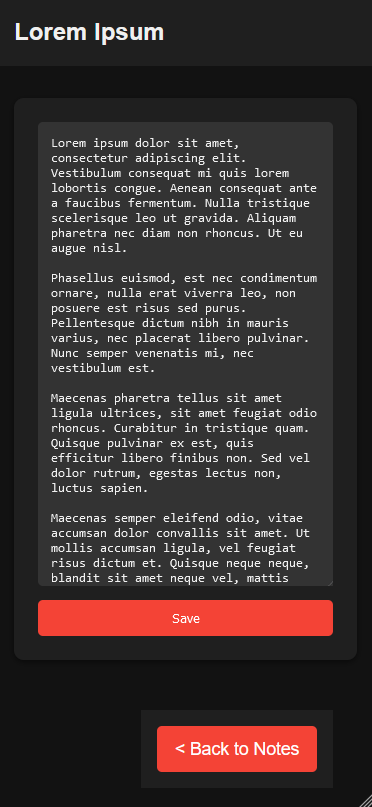 Lorem Ipsum
Lorem ipsum dolor sit amet,
consectetur adipiscing elit.
Vestibulum consequat mi quis lorem
lobortis congue. Aenean consequat ante
a faucibus fermentum. Nulla tristique
scelerisque leo ut gravida. Aliquam
pharetra nec diam non rhoncus. Ut eu
augue nisl.
Phasellus euismod, est nec condimentum
ornare, nulla erat viverra leo, non
posuere est risus sed purus.
Pellentesque dictum nibh in mauris
varius, nec placerat libero pulvinar.
Nunc semper venenatis mi, nec
vestibulum est.
Maecenas pharetra tellus sit amet
ligula ultrices, sit amet feugiat odio
rhoncus. Curabitur in tristique quam.
Quisque pulvinar ex est, quis
efficitur libero finibus non. Sed vel
dolor rutrum, egestas lectus non,
luctus sapien.
Maecenas semper eleifend odio, vitae
accumsan dolor convallis sit amet. Ut
mollis accumsan ligula, vel feugiat
risus dictum et. Quisque neque neque,
blandit sit amet neque vel, mattis
Save
< Back to Notes